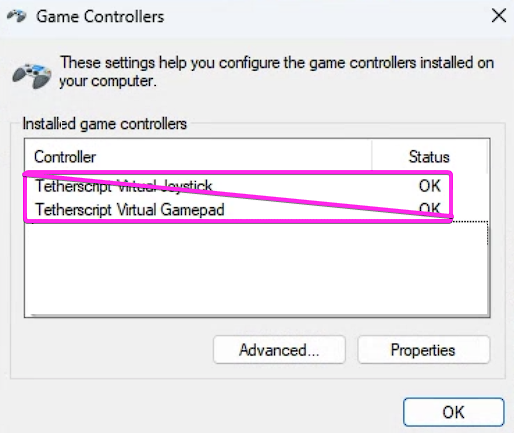 Game Controllers
These settings help you configure the game controllers installed on
your computer.
Installed game controllers
Controller Status
Tetherscript Virtual Joystick OK
Tetherscript Virtual Gamepad OK
Advanced... Properties
OK